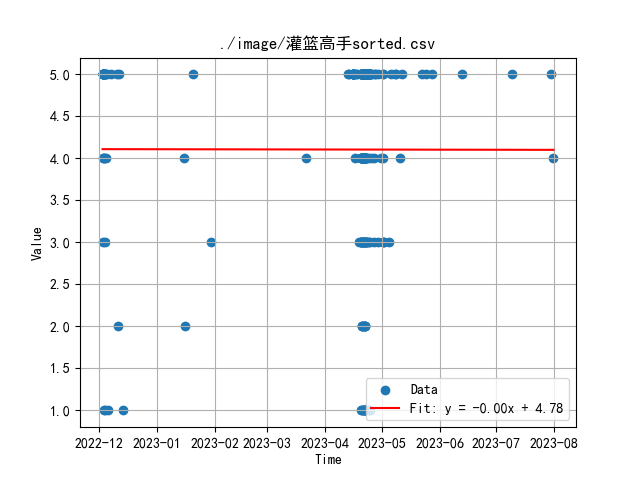 ./image/灌篮高手sorted.csv
5.0
4.5
4.0
3.5
3.0
2.5
2.0
1.5
1.0
Value
Data
Fit: y = -0.00x + 4.78
2022-12 2023-01 2023-02 2023-03 2023-04 2023-05 2023-06 2023-07 2023-08
Time